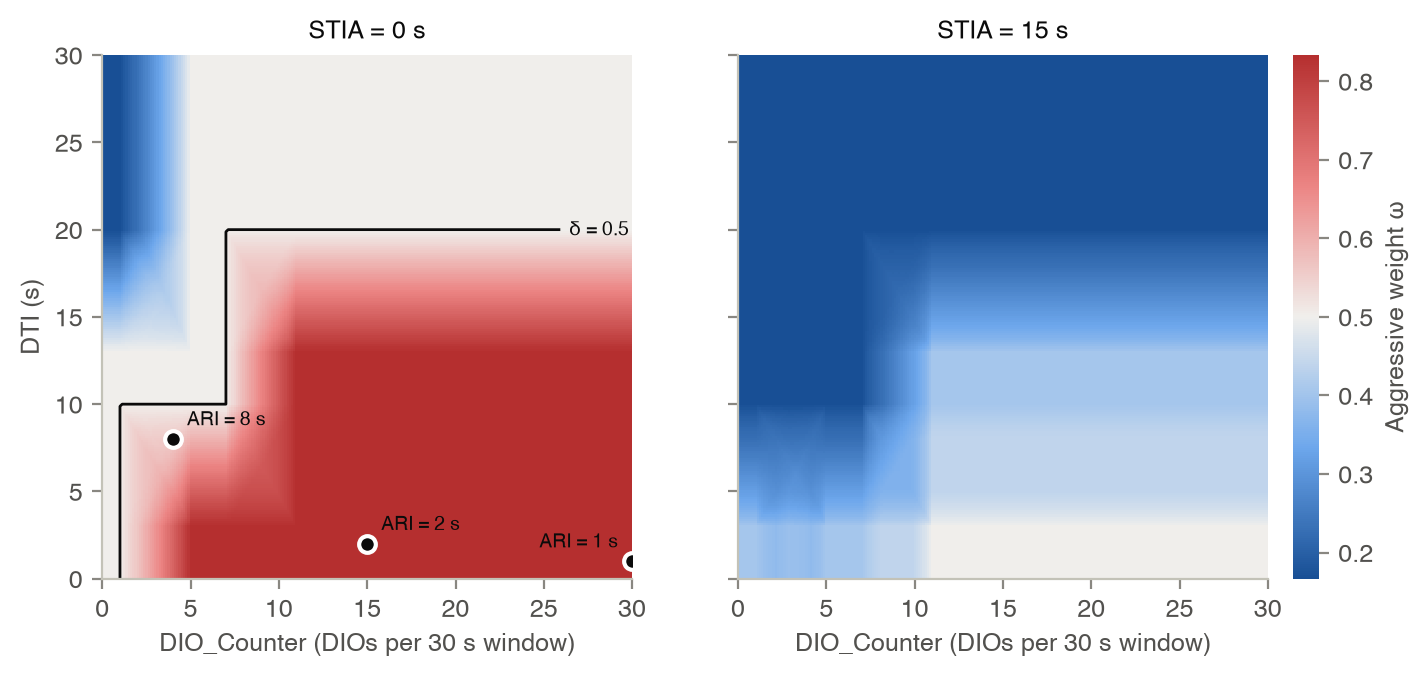 STIA = 0 s
STIA = 15 s
30
25
20
15
10
5
0
DTI (s)
δ = 0.5
ARI = 8 s
ARI = 2 s
ARI = 1 s
0 5 10 15 20 25 30
DIO_Counter (DIOs per 30 s window)
0 5 10 15 20 25 30
DIO_Counter (DIOs per 30 s window)
0.8
0.7
0.6
0.5
0.4
0.3
0.2
Aggressive weight ω